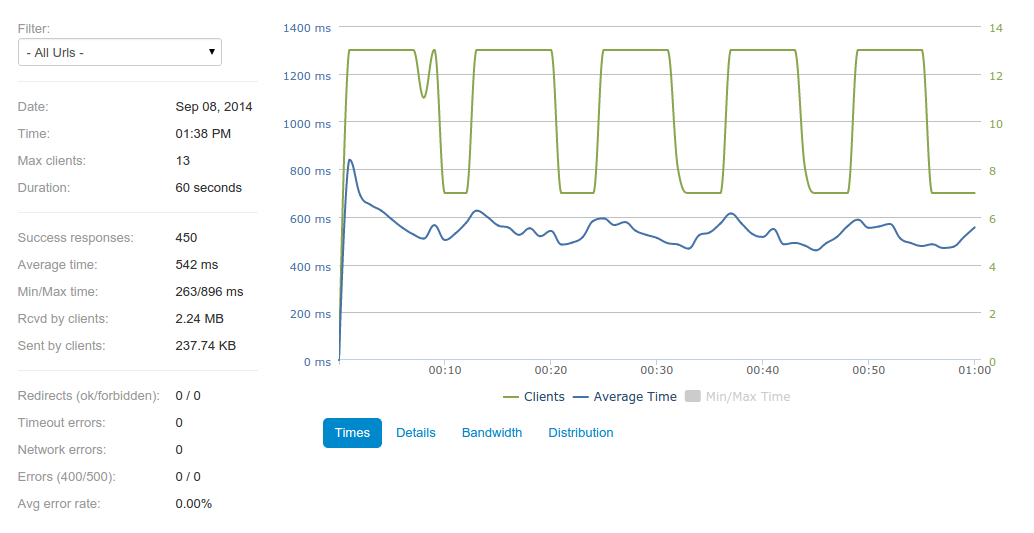 Filter:
- All Urls -
Date: Sep 08, 2014
Time: 01:38 PM
Max clients: 13
Duration: 60 seconds
Success responses: 450
Average time: 542 ms
Min/Max time: 263/896 ms
Rcvd by clients: 2.24 MB
Sent by clients: 237.74 KB
Redirects (ok/forbidden): 0 / 0
Timeout errors: 0
Network errors: 0
Errors (400/500): 0 / 0
Avg error rate: 0.00%
1400 ms 14
1200 ms 12
1000 ms 10
800 ms 8
600 ms 6
400 ms 4
200 ms 2
0 ms 0
00:10 00:20 00:30 00:40 00:50 01:00
Clients Average Time Min/Max Time
Times Details Bandwidth Distribution